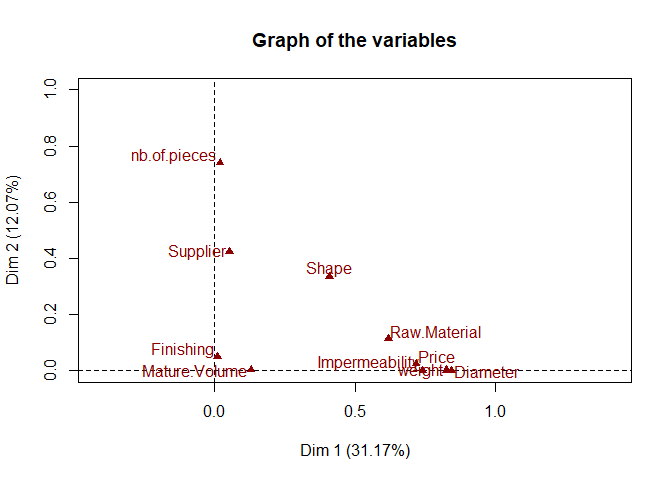 Graph of the variables
1.0
0.8
0.6
0.4
0.2
0.0
Dim 2 (12.07%)
nb.of.pieces
Supplier
Shape
Raw.Material
Finishing
Price
Impermeability
weight
Mature.Volume
Diameter
0.0
0.5
1.0
Dim 1 (31.17%)